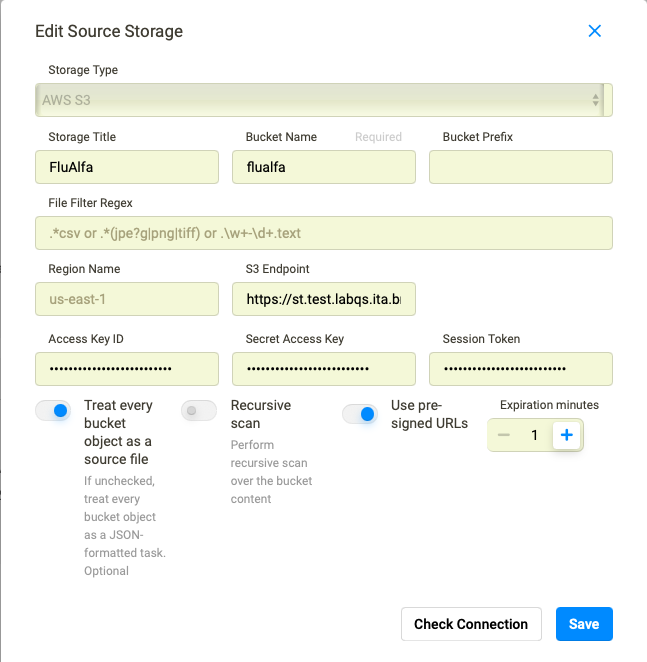 Edit Source Storage
Storage Type
AWS S3
Storage Title
Bucket Name
Required
Bucket Prefix
FluAlfa
flualfa
File Filter Regex
.*csv or .*(jpe?g|png|tiff) or .\w+-\d+.text
Region Name
S3 Endpoint
us-east-1
https://st.test.labqs.ita.br
Access Key ID
Secret Access Key
Session Token
••••••••••••••••••••••••••
••••••••••••••••••••••••••
••••••••••••••••••••••••••
Treat every
bucket
object as a
source file
If unchecked,
treat every
bucket object
as a JSON-
formatted task.
Optional
Recursive
scan
Perform
recursive scan
over the bucket
content
Use pre-
signed URLs
Expiration minutes
− 1 +
Check Connection
Save